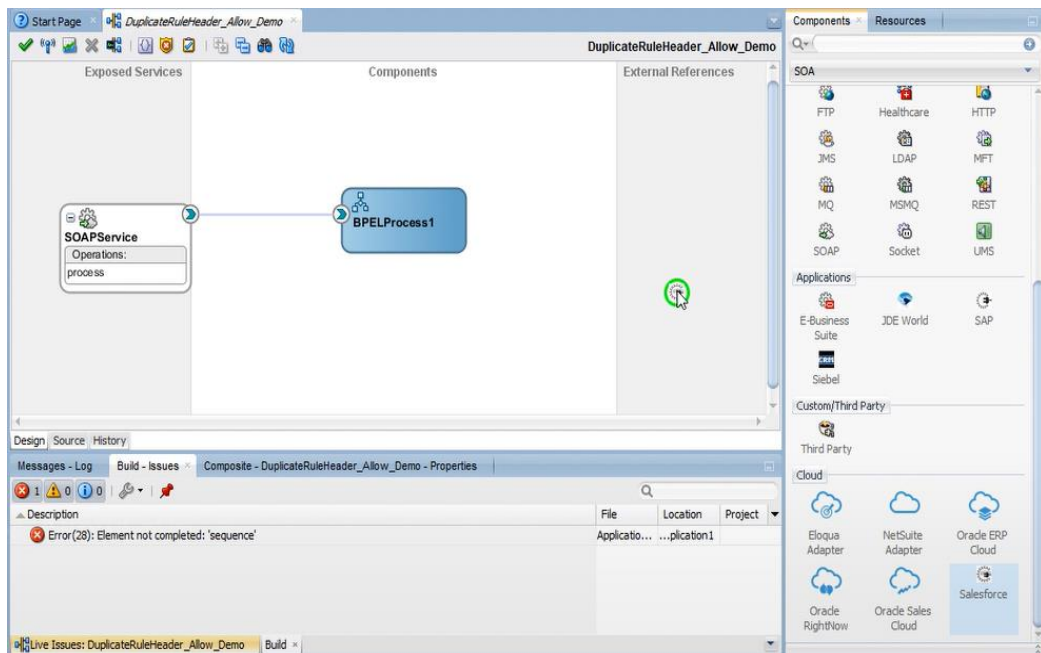 Start Page
DuplicateRuleHeader_Allow_Demo
DuplicateRuleHeader_Allow_Demo
Exposed Services
Components
External References
SOAPService
Operations:
process
BPELProcess1
Design Source History
Messages - Log
Build - Issues
Composite - DuplicateRuleHeader_Allow_Demo - Properties
1 0 0
Description
File
Location
Project
Error(28): Element not completed: 'sequence'
Applicatio...
...plication1
Live Issues: DuplicateRuleHeader_Allow_Demo
Build
Components
Resources
SOA
FTP
Healthcare
HTTP
JMS
LDAP
MFT
MQ
MSMQ
REST
SOAP
Socket
UMS
Applications
E-Business
Suite
JDE World
SAP
Siebel
Custom/Third Party
Third Party
Cloud
Eloqua
Adapter
NetSuite
Adapter
Oracle ERP
Cloud
Oracle
RightNow
Oracle Sales
Cloud
Salesforce